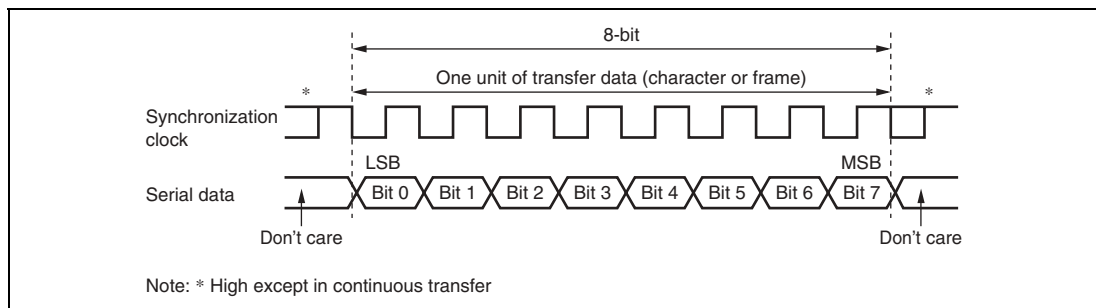 8-bit
One unit of transfer data (character or frame)
*
*
Synchronization
clock
LSB
MSB
Serial data
Bit 0 Bit 1 Bit 2 Bit 3 Bit 4 Bit 5 Bit 6 Bit 7
Don't care
Don't care
Note: * High except in continuous transfer